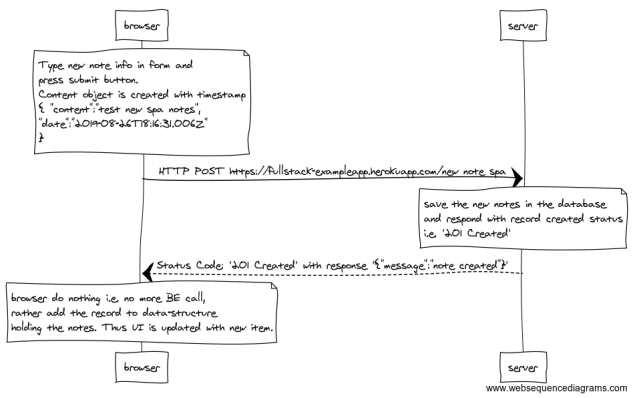 browser
server
Type new note info in form and
press submit button.
Content object is created with timestamp
{ "content":"test new spa notes",
"date":"2019-08-26T18:16:31.006Z"
}
HTTP POST https://fullstack-exampleapp.herokuapp.com/new_note_spa
save the new notes in the database
and respond with record created status
i.e. '201 Created'
Status Code: '201 Created' with response '{"message":"note created"}'
browser do nothing i.e. no more BE call,
rather add the record to data-structure
holding the notes. Thus UI is updated with new item.
browser
server
www.websequencediagrams.com